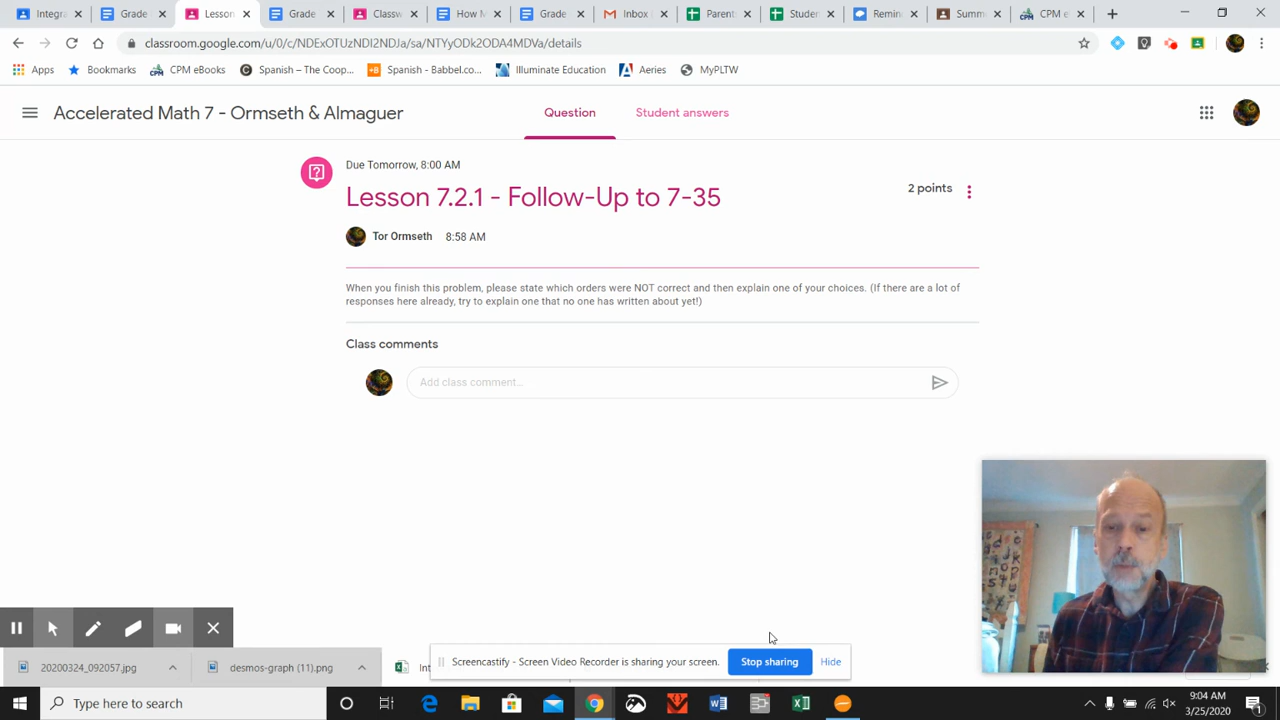 Integra
Grade
Lesson
Grade
Classw
How M
Grade
Inbox
Parent
Studen
Remin
Summ
CPM e
classroom.google.com/u/0/c/NDExOTUzNDI2NDJa/sa/NTYyODk2ODA4MDVa/details
Apps
Bookmarks
CPM eBooks
Spanish – The Coop...
Spanish - Babbel.co...
Illuminate Education
Aeries
MyPLTW
Accelerated Math 7 - Ormseth & Almaguer
Question
Student answers
Due Tomorrow, 8:00 AM
Lesson 7.2.1 - Follow-Up to 7-35
2 points
Tor Ormseth 8:58 AM
When you finish this problem, please state which orders were NOT correct and then explain one of your choices. (If there are a lot of
responses here already, try to explain one that no one has written about yet!)
Class comments
Add class comment...
20200324_092057.jpg
desmos-graph (11).png
Int
Screencastify - Screen Video Recorder is sharing your screen.
Stop sharing
Hide
Type here to search
9:04 AM
3/25/2020